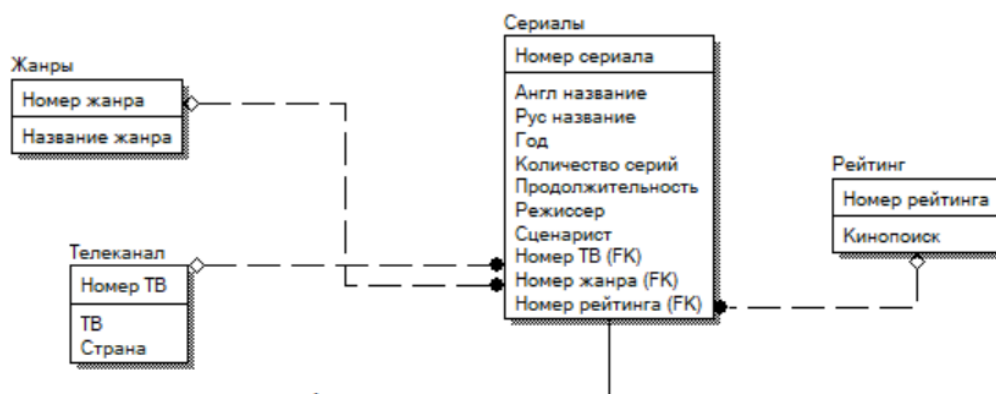 Сериалы
Номер сериала
Англ название
Рус название
Год
Количество серий
Продолжительность
Режиссер
Сценарист
Номер ТВ (FK)
Номер жанра (FK)
Номер рейтинга (FK)
Жанры
Номер жанра
Название жанра
Телеканал
Номер ТВ
ТВ
Страна
Рейтинг
Номер рейтинга
Кинопоиск